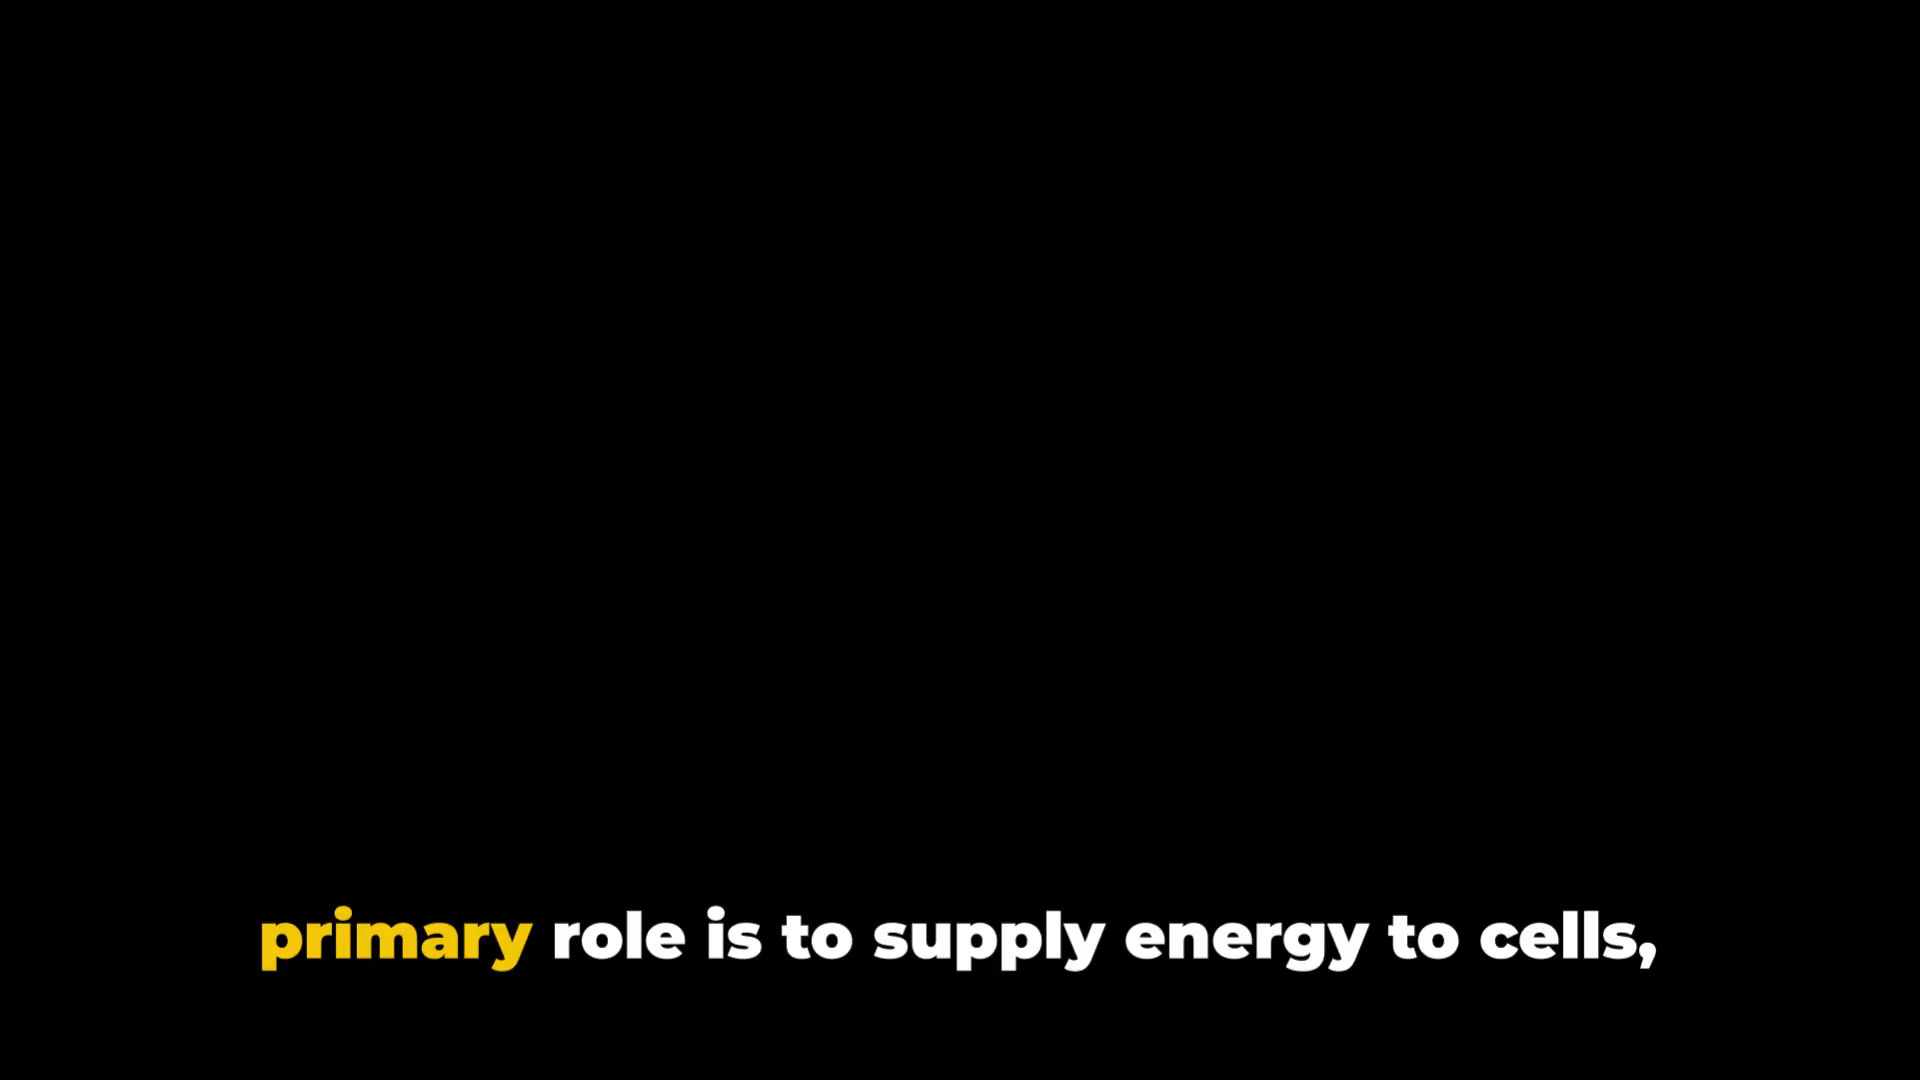 primary role is to supply energy to cells,